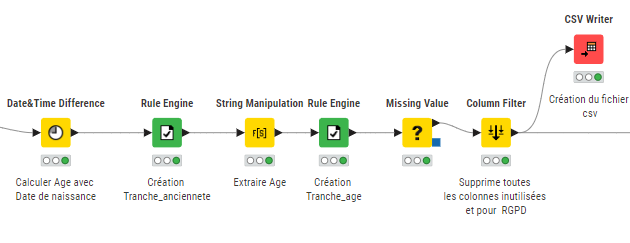 CSV Writer
Création du fichier
csv
Date&Time Difference
Rule Engine
String Manipulation
Rule Engine
Missing Value
Column Filter
f[S]
?
Calculer Age avec
Date de naissance
Création
Tranche_anciennete
Extraire Age
Création
Tranche_age
Supprime toutes
les colonnes inutilisées
et pour RGPD